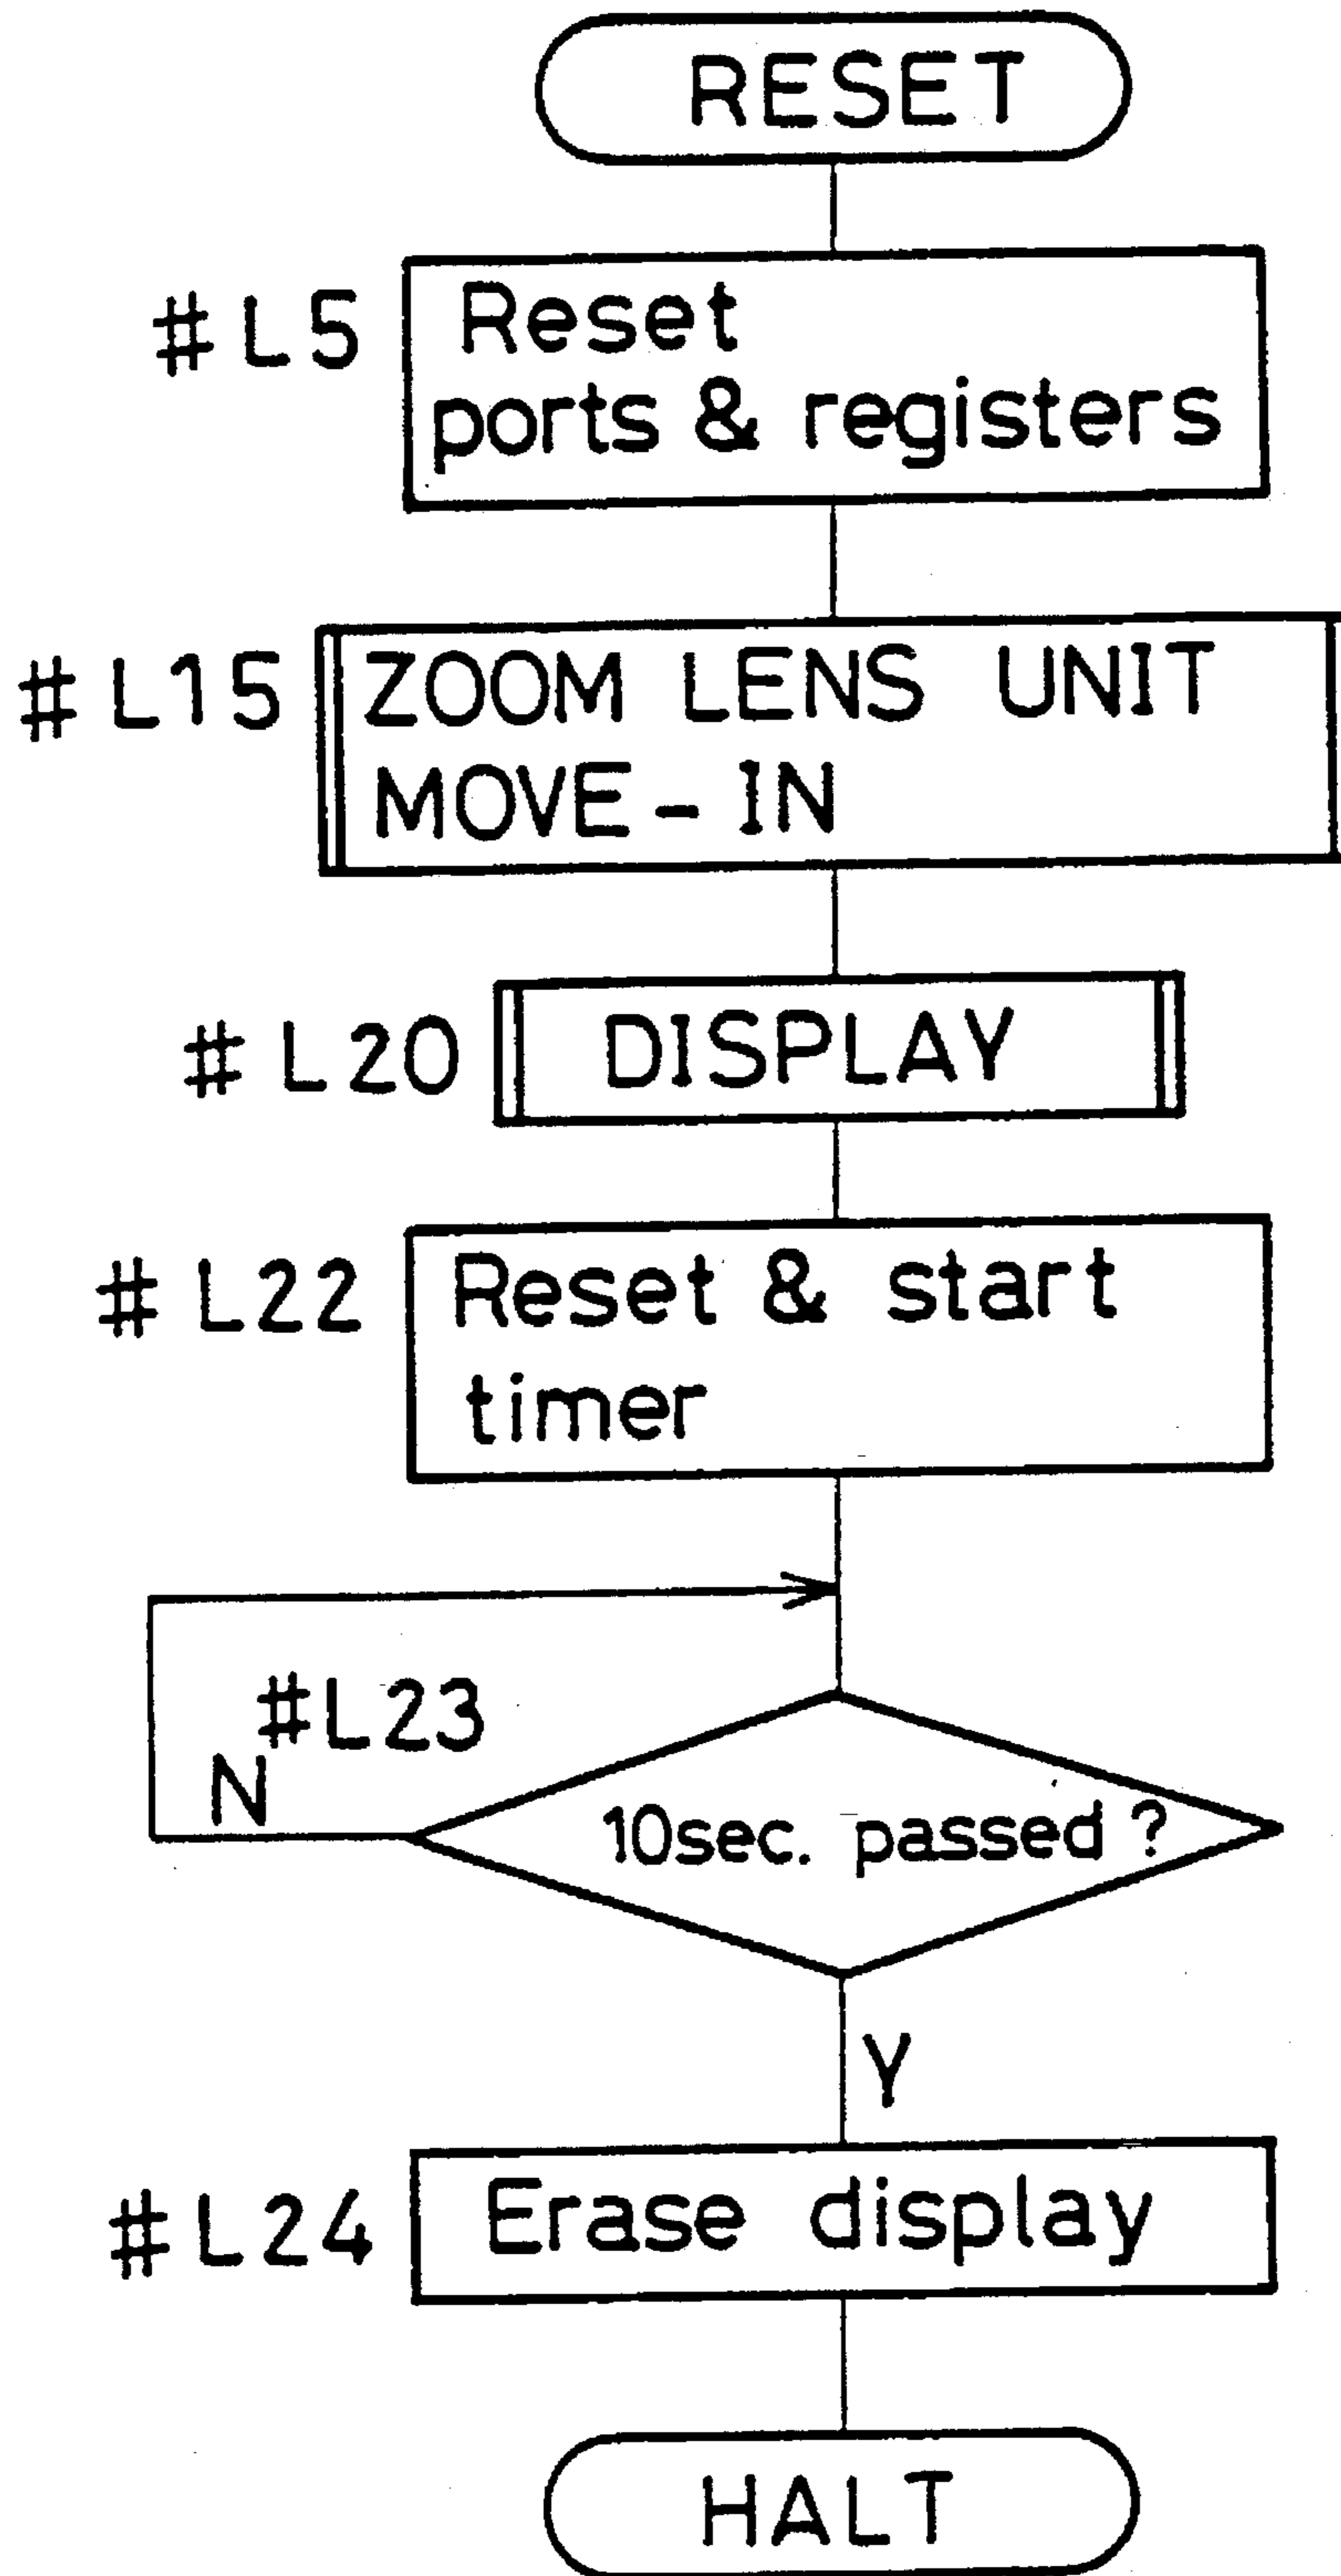 RESET
#L5
Reset
ports & registers
#L15
ZOOM LENS UNIT
MOVE-IN
#L20
DISPLAY
#L22
Reset & start
timer
#L23
N
10sec. passed?
Y
#L24
Erase display
HALT